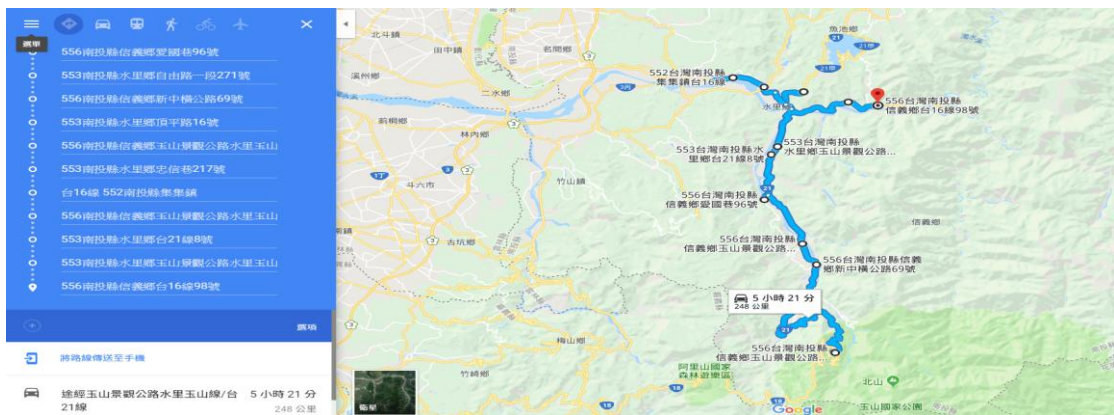 選單
556南投縣信義鄉愛國巷96號
553南投縣水里鄉自由路一段271號
556南投縣信義鄉新中橫公路69號
553南投縣水里鄉頂平路16號
556南投縣信義鄉玉山景觀公路水里玉山
553南投縣水里鄉忠信巷217號
台16線 552南投縣集集鎮
556南投縣信義鄉玉山景觀公路水里玉山
553南投縣水里鄉台21線8號
553南投縣水里鄉玉山景觀公路水里玉山
556南投縣信義鄉台16線98號
選項
將路線傳送至手機
途經玉山景觀公路水里玉山線/台
21線
5 小時 21 分
248 公里
北斗鎮
田中鎮
名間鄉
魚池鄉
溪州鄉
二水鄉
552台灣南投縣
集集鎮台16線
水里鄉
556台灣南投縣
信義鄉台16線98號
莿桐鄉
林內鄉
553台灣南投縣水
里鄉台21線8號
553台灣南投縣
水里鄉玉山景觀公路...
斗六市
竹山鎮
556台灣南投縣
信義鄉愛國巷96號
信義鄉
古坑鄉
556台灣南投縣
信義鄉玉山景觀公路...
556台灣南投縣信義
鄉新中橫公路69號
5 小時 21 分
248 公里
梅山鄉
556台灣南投縣
信義鄉玉山景觀公路...
阿里山國家
森林遊樂區
竹崎鄉
北山
玉山國家公園
衛星
Google